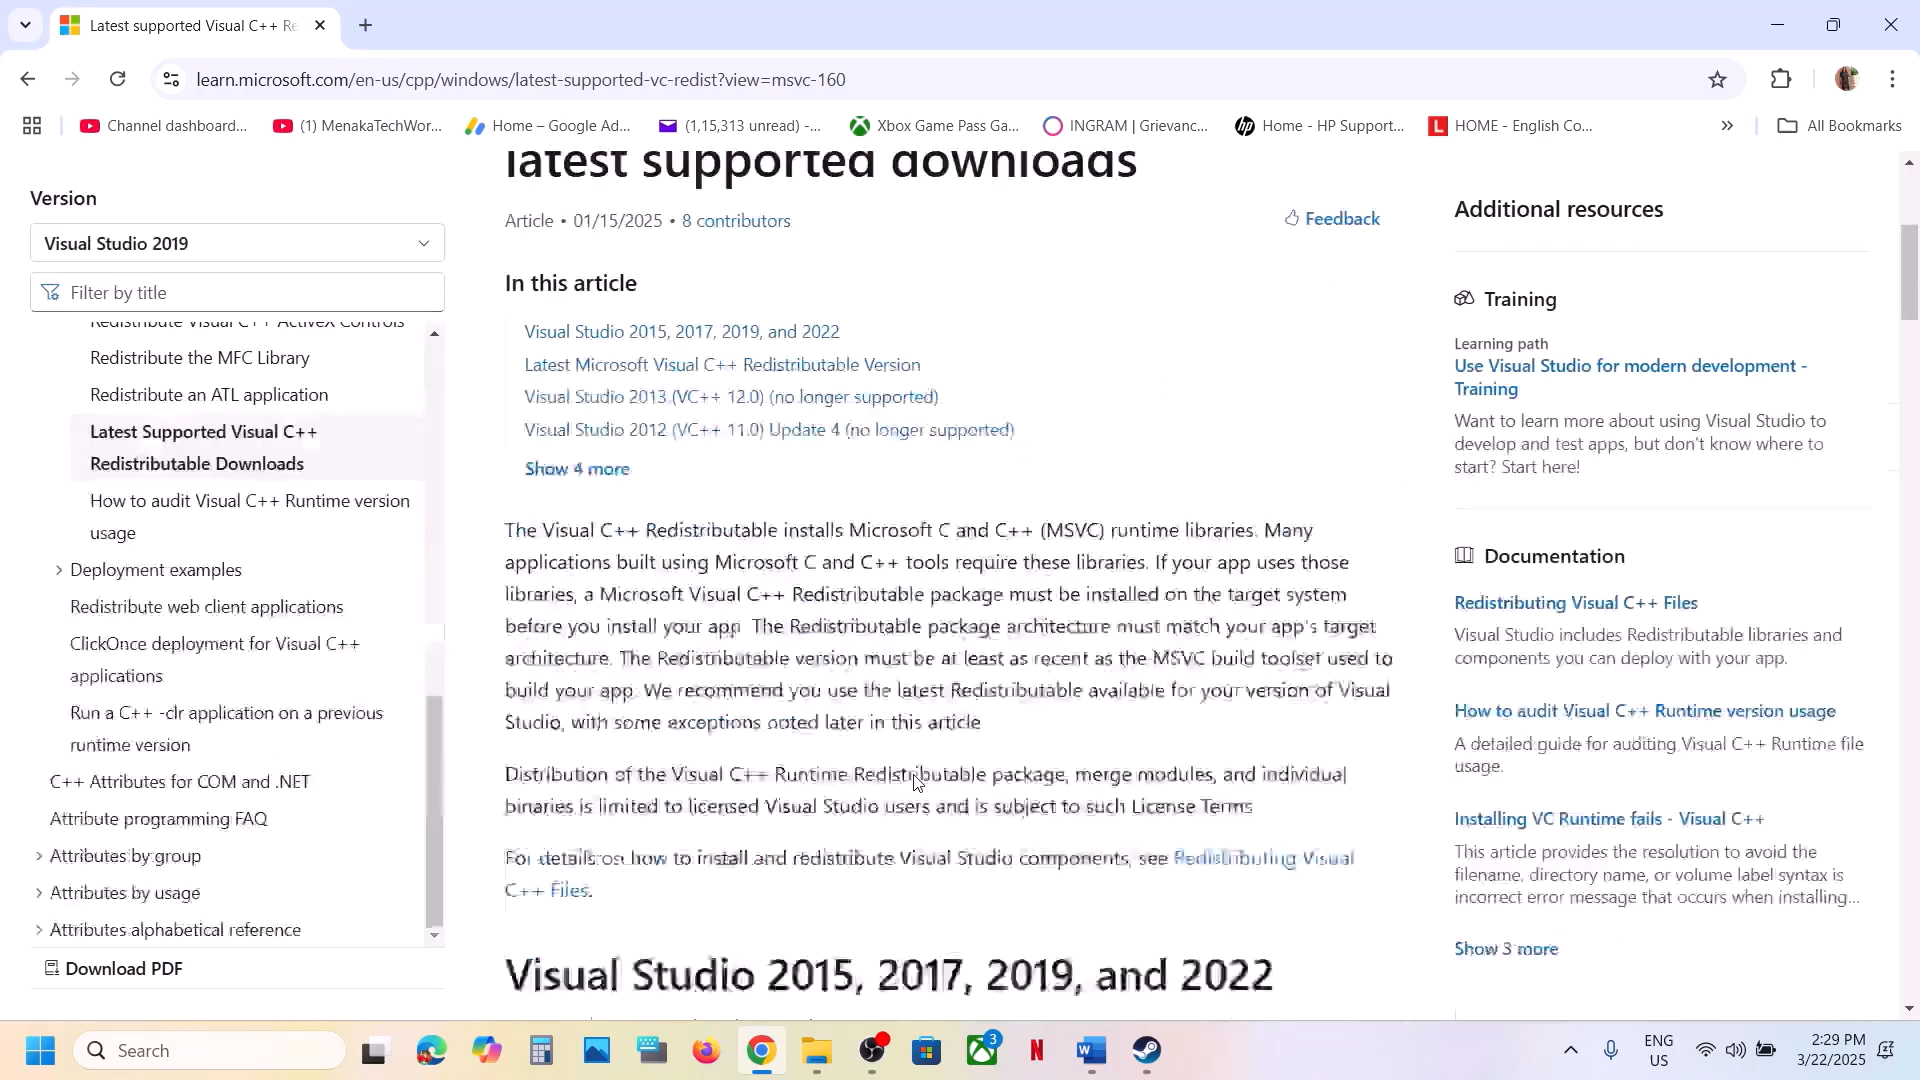 Latest supported Visual C++ Re
learn.microsoft.com/en-us/cpp/windows/latest-supported-vc-redist?view=msvc-160
Channel dashboard...
(1) MenakaTechWor...
Home – Google Ad...
(1,15,313 unread) -...
Xbox Game Pass Ga...
INGRAM | Grievanc...
Home - HP Support...
HOME - English Co...
All Bookmarks
Version
Visual Studio 2019
Filter by title
Redistribute Visual C++ ActiveX Controls
Redistribute the MFC Library
Redistribute an ATL application
Latest Supported Visual C++
Redistributable Downloads
How to audit Visual C++ Runtime version
usage
Deployment examples
Redistribute web client applications
ClickOnce deployment for Visual C++
applications
Run a C++ -clr application on a previous
runtime version
C++ Attributes for COM and .NET
Attribute programming FAQ
Attributes by group
Attributes by usage
Attributes alphabetical reference
Download PDF
latest supported downloads
Article • 01/15/2025 • 8 contributors
Feedback
In this article
Visual Studio 2015, 2017, 2019, and 2022
Latest Microsoft Visual C++ Redistributable Version
Visual Studio 2013 (VC++ 12.0) (no longer supported)
Visual Studio 2012 (VC++ 11.0) Update 4 (no longer supported)
Show 4 more
The Visual C++ Redistributable installs Microsoft C and C++ (MSVC) runtime libraries. Many
applications built using Microsoft C and C++ tools require these libraries. If your app uses those
libraries, a Microsoft Visual C++ Redistributable package must be installed on the target system
before you install your app. The Redistributable package architecture must match your app's target
architecture. The Redistributable version must be at least as recent as the MSVC build toolset used to
build your app. We recommend you use the latest Redistributable available for your version of Visual
Studio, with some exceptions noted later in this article
Distribution of the Visual C++ Runtime Redistributable package, merge modules, and individual
binaries is limited to licensed Visual Studio users and is subject to such License Terms
For details on how to install and redistribute Visual Studio components, see Redistributing Visual
C++ Files.
Visual Studio 2015, 2017, 2019, and 2022
Additional resources
Training
Learning path
Use Visual Studio for modern development -
Training
Want to learn more about using Visual Studio to
develop and test apps, but don't know where to
start? Start here!
Documentation
Redistributing Visual C++ Files
Visual Studio includes Redistributable libraries and
components you can deploy with your app.
How to audit Visual C++ Runtime version usage
A detailed guide for auditing Visual C++ Runtime file
usage.
Installing VC Runtime fails - Visual C++
This article provides the resolution to avoid the
filename, directory name, or volume label syntax is
incorrect error message that occurs when installing...
Show 3 more
Search
3
ENG
US
2:29 PM
3/22/2025